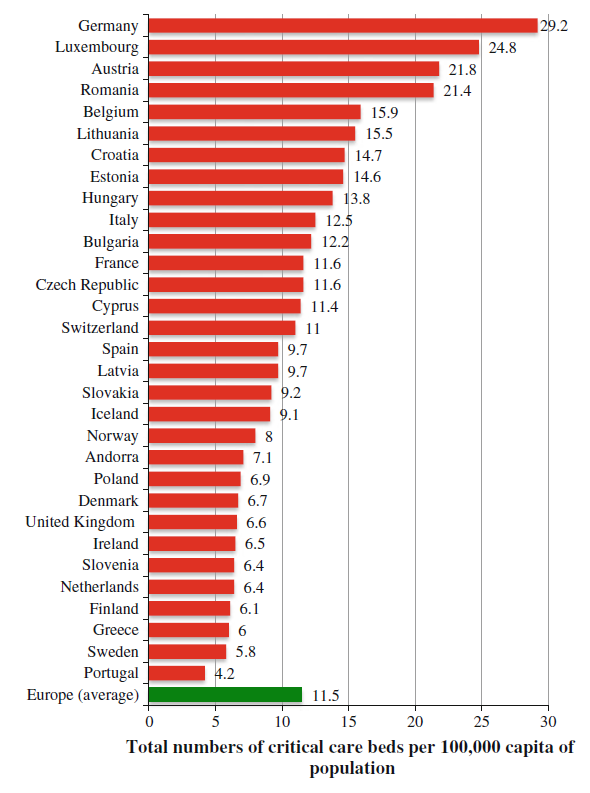 Germany 29.2
Luxembourg 24.8
Austria 21.8
Romania 21.4
Belgium 15.9
Lithuania 15.5
Croatia 14.7
Estonia 14.6
Hungary 13.8
Italy 12.5
Bulgaria 12.2
France 11.6
Czech Republic 11.6
Cyprus 11.4
Switzerland 11
Spain 9.7
Latvia 9.7
Slovakia 9.2
Iceland 9.1
Norway 8
Andorra 7.1
Poland 6.9
Denmark 6.7
United Kingdom 6.6
Ireland 6.5
Slovenia 6.4
Netherlands 6.4
Finland 6.1
Greece 6
Sweden 5.8
Portugal 4.2
Europe (average) 11.5
0 5 10 15 20 25 30
Total numbers of critical care beds per 100,000 capita of
population